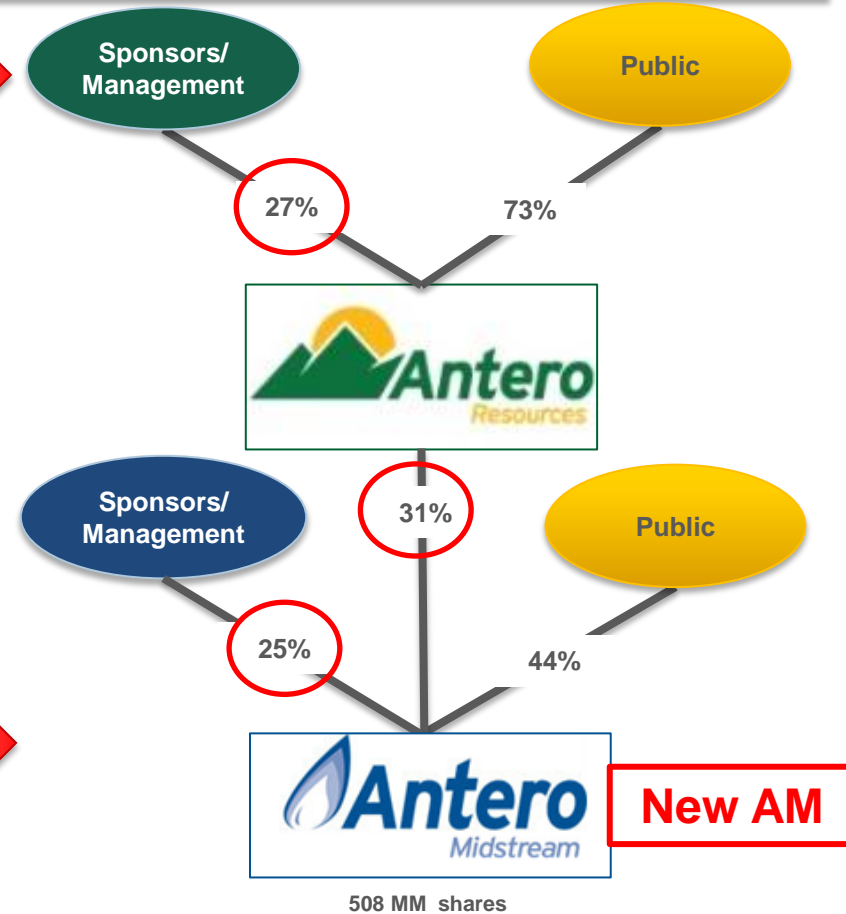 Sponsors/
Management
Public
27%
73%
Antero
Resources
Sponsors/
Management
31%
Public
25%
44%
Antero
Midstream
New AM
508 MM shares